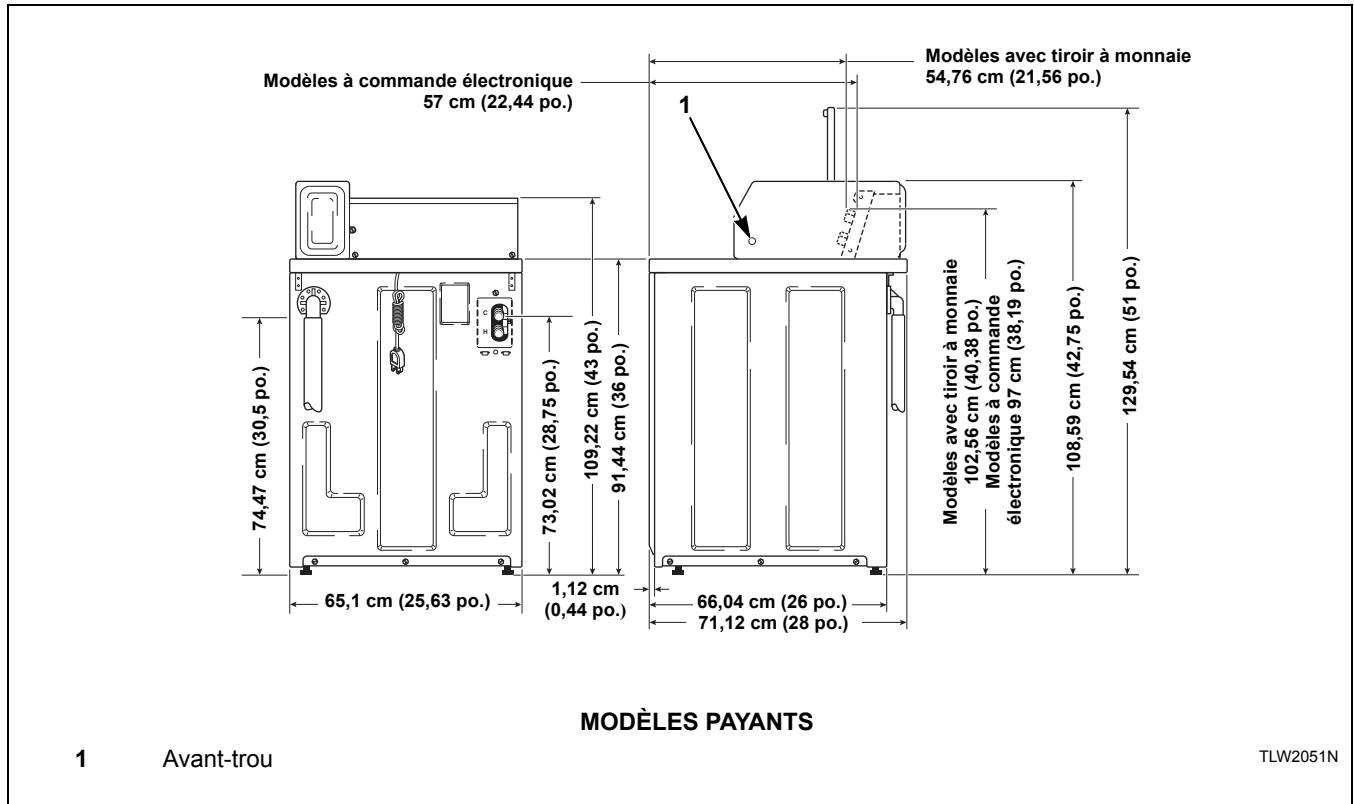 Modèles avec tiroir à monnaie
54,76 cm (21,56 po.)
Modèles à commande électronique
57 cm (22,44 po.)
1
C
H
74,47 cm (30,5 po.)
73,02 cm (28,75 po.)
109,22 cm (43 po.)
91,44 cm (36 po.)
Modèles avec tiroir à monnaie
102,56 cm (40,38 po.)
Modèles à commande
électronique 97 cm (38,19 po.)
108,59 cm (42,75 po.)
129,54 cm (51 po.)
65,1 cm (25,63 po.)
1,12 cm
(0,44 po.)
66,04 cm (26 po.)
71,12 cm (28 po.)
MODÈLES PAYANTS
1 Avant-trou
TLW2051N